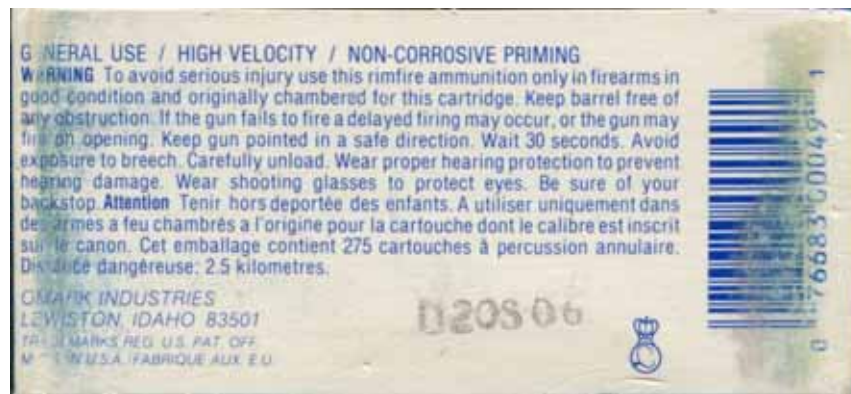 G NERAL USE / HIGH VELOCITY / NON-CORROSIVE PRIMING
WARNING To avoid serious injury use this rimfire ammunition only in firearms in
good condition and originally chambered for this cartridge. Keep barrel free of
any obstruction. If the gun fails to fire a delayed firing may occur, or the gun may
fire on opening. Keep gun pointed in a safe direction. Wait 30 seconds. Avoid
exposure to breech. Carefully unload. Wear proper hearing protection to prevent
hearing damage. Wear shooting glasses to protect eyes. Be sure of your
backstop. Attention Tenir hors deportée des enfants. A utiliser uniquement dans
des armes a feu chambrés a l'origine pour la cartouche dont le calibre est inscrit
sur le canon. Cet emballage contient 275 cartouches à percussion annulaire.
Distance dangéreuse: 2.5 kilometres.
OMARK INDUSTRIES
LEWISTON, IDAHO 83501
TRADEMARKS REG. U.S. PAT. OFF.
IN U.S.A. /FABRIQUE AUX E.U.
D20S06
0 76683 00049 1